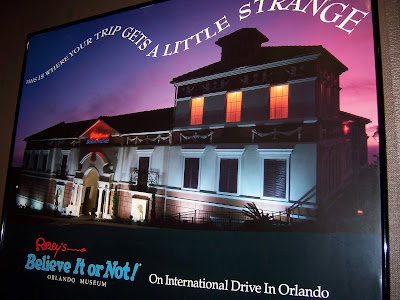 THIS IS WHERE YOUR TRIP GETS A LITTLE STRANGE
Ripley's
Believe It or Not!
ORLANDO MUSEUM
On International Drive In Orlando